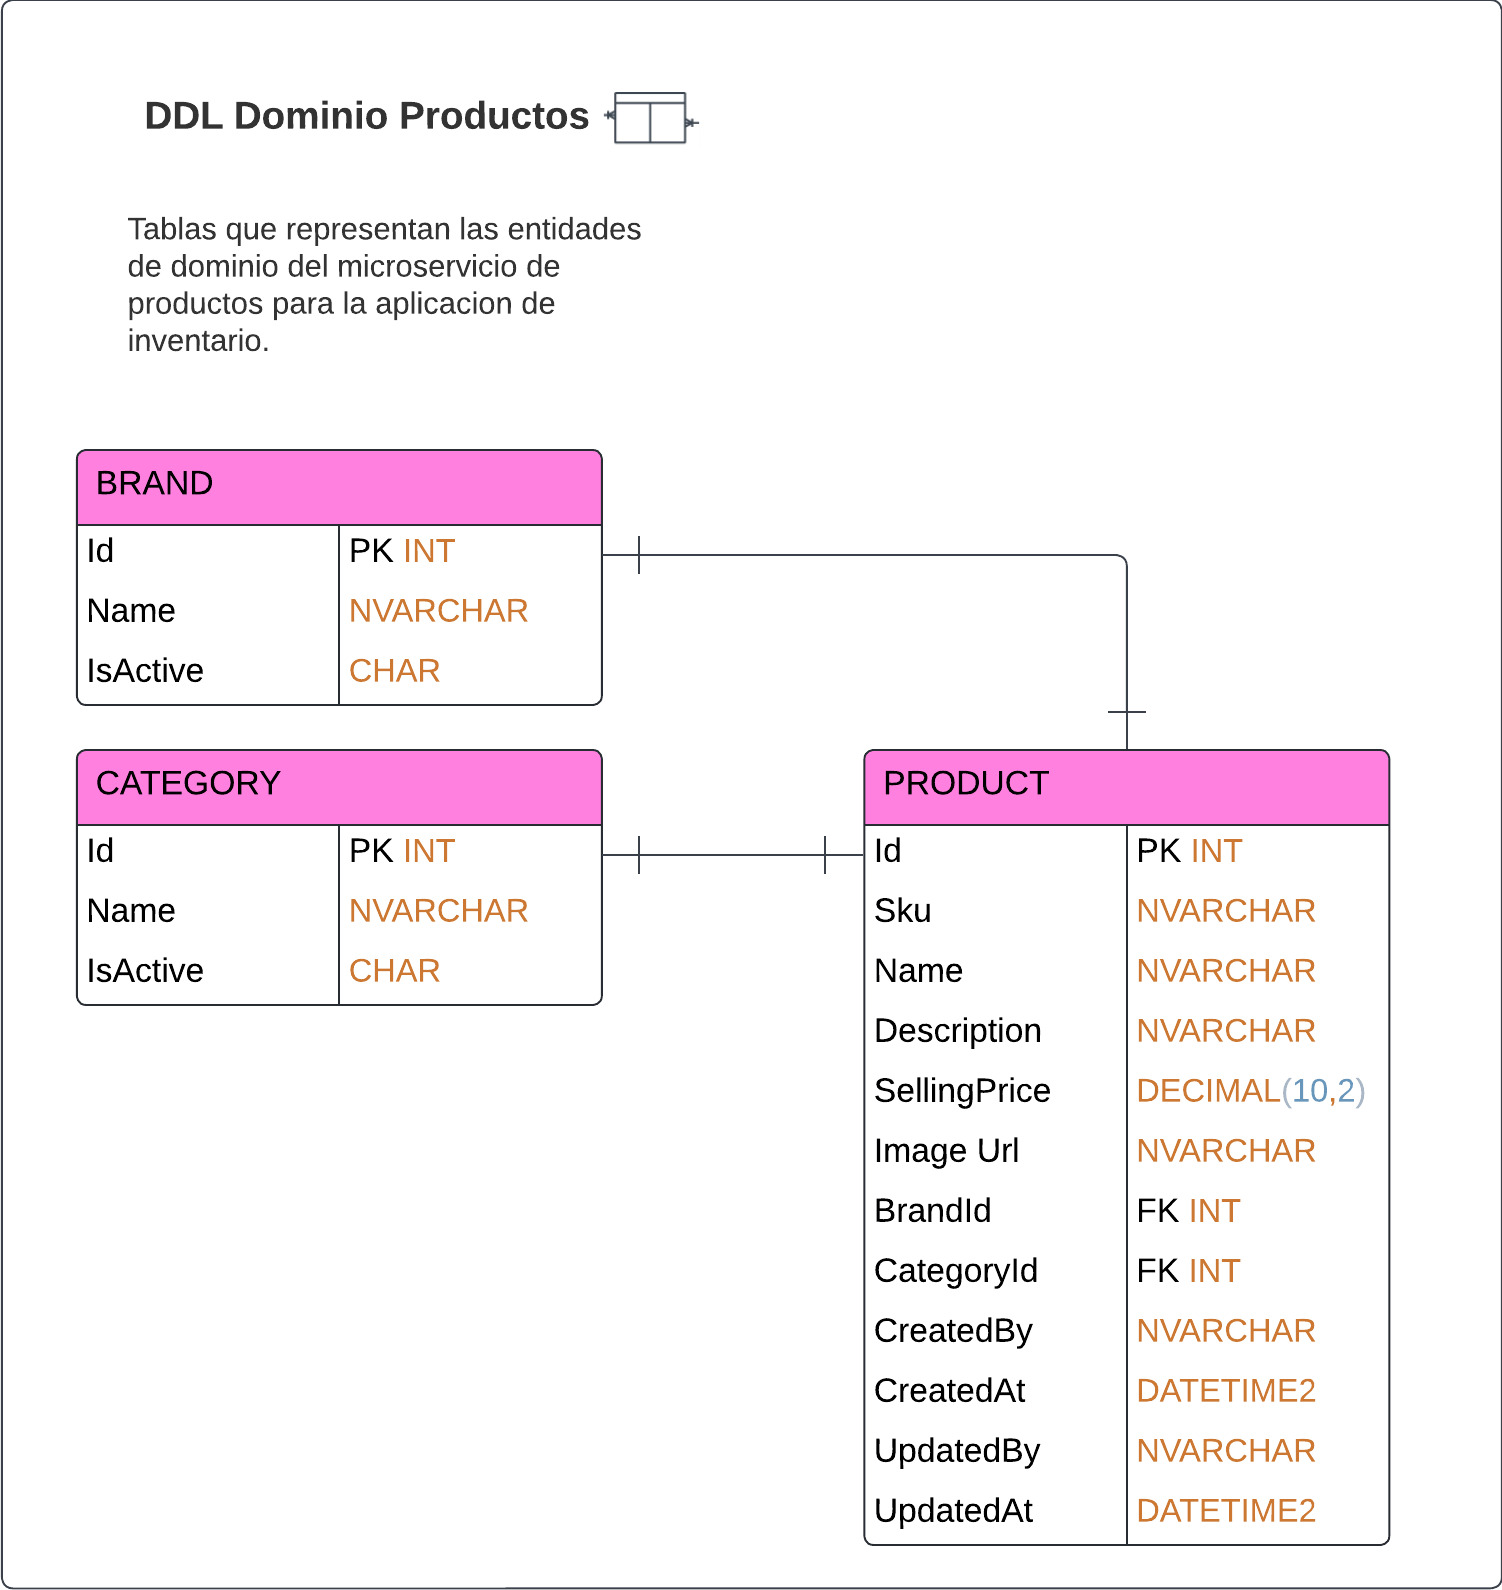 DDL Dominio Productos
Tablas que representan las entidades
de dominio del microservicio de
productos para la aplicacion de
inventario.
BRAND
Id PK INT
Name NVARCHAR
IsActive CHAR
CATEGORY
Id PK INT
Name NVARCHAR
IsActive CHAR
PRODUCT
Id PK INT
Sku NVARCHAR
Name NVARCHAR
Description NVARCHAR
SellingPrice DECIMAL(10,2)
Image Url NVARCHAR
BrandId FK INT
CategoryId FK INT
CreatedBy NVARCHAR
CreatedAt DATETIME2
UpdatedBy NVARCHAR
UpdatedAt DATETIME2